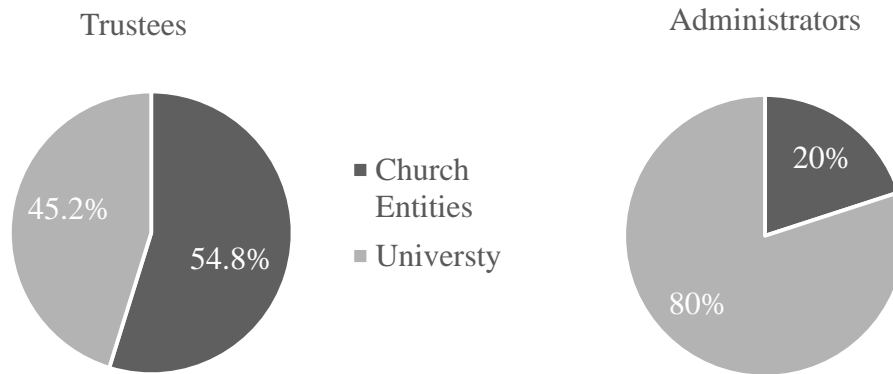 Trustees
Administrators
45.2%
54.8%
Church
Entities
Universty
20%
80%